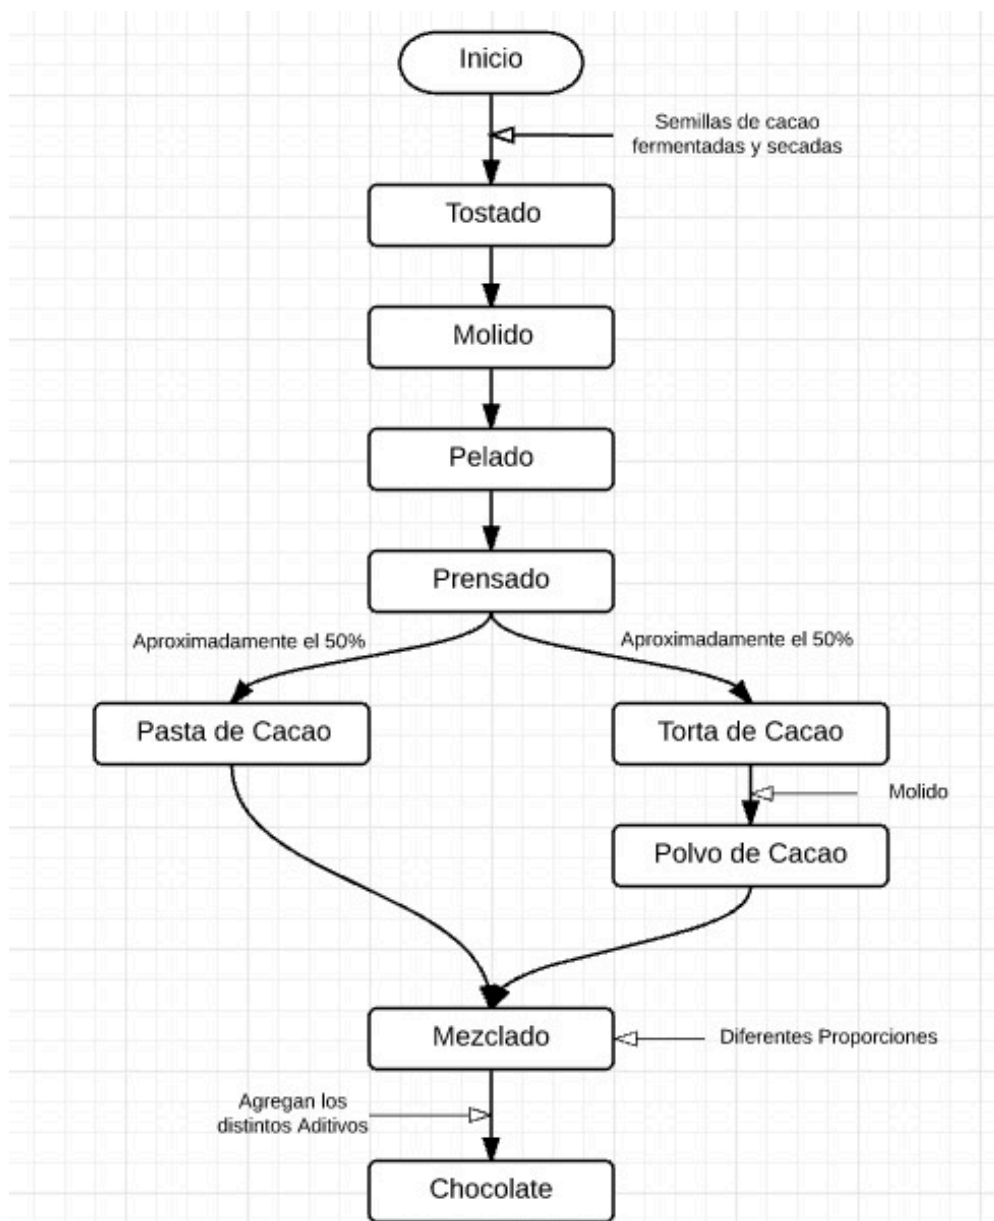 Inicio
Semillas de cacao
fermentadas y secadas
Tostado
Molido
Pelado
Prensado
Aproximadamente el 50%
Aproximadamente el 50%
Pasta de Cacao
Torta de Cacao
Molido
Polvo de Cacao
Mezclado
Diferentes Proporciones
Agregan los
distintos Aditivos
Chocolate